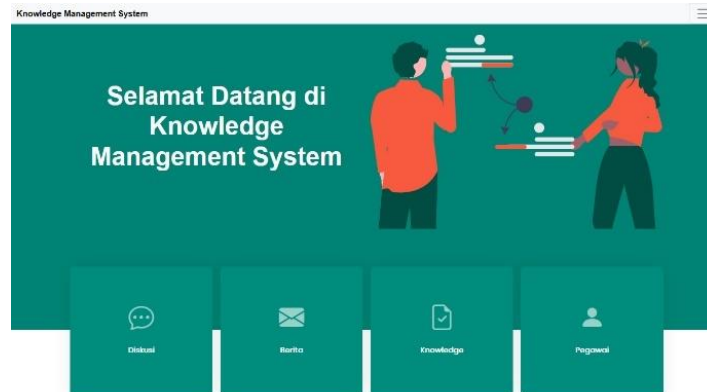 Knowledge Management System
Selamat Datang di
Knowledge
Management System
Diskusi
Berita
Knowledge
Pegawai